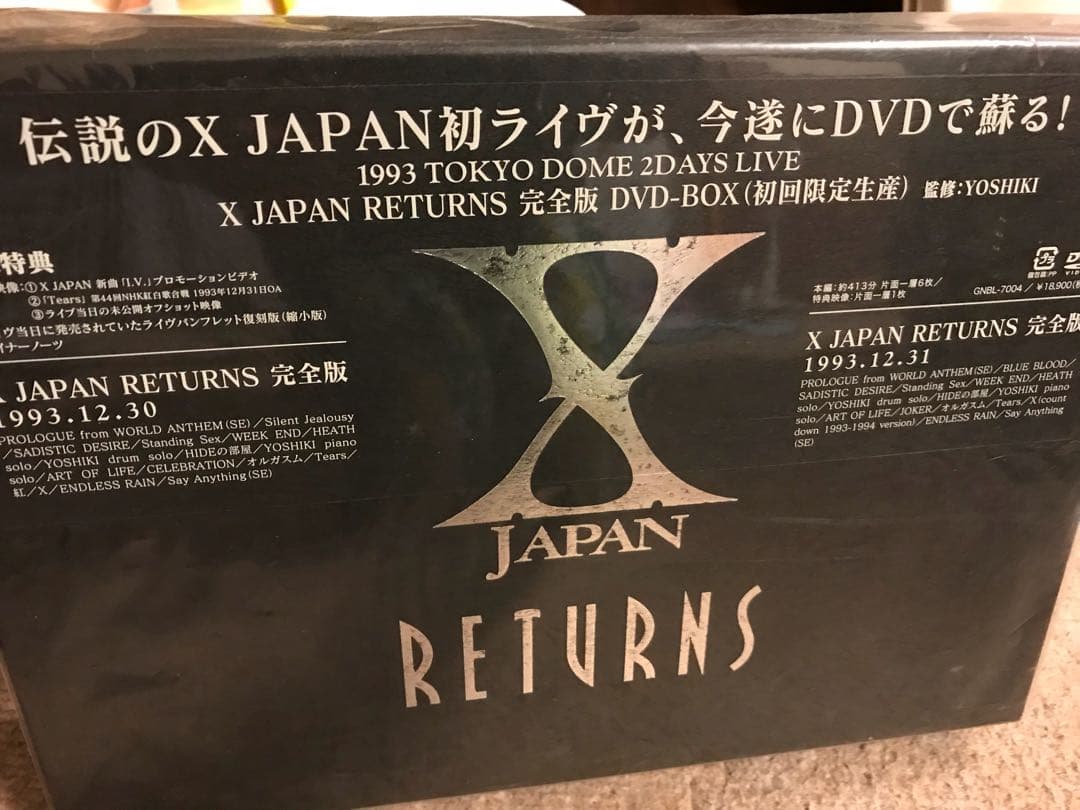 伝説のX JAPAN初ライヴが、今遂にDVDで蘇る!
1993 TOKYO DOME 2DAYS LIVE
X JAPAN RETURNS 完全版 DVD-BOX(初回限定生産) 監修:YOSHIKI
特典
映像:①X JAPAN 新曲「I.V.」プロモーションビデオ
②「Tears」第44回NHK紅白歌合戦 1993年12月31日OA
③ライブ当日の未公開オフショット映像
イヴ当日に発売されていたライヴパンフレット復刻版(縮小版)
イナーノーツ
X JAPAN RETURNS 完全版
1993.12.30
PROLOGUE from WORLD ANTHEM(SE)/Silent Jealousy
/SADISTIC DESIRE/Standing Sex/WEEK END/HEATH
solo/YOSHIKI drum solo/HIDEの部屋/YOSHIKI piano
solo/ART OF LIFE/CELEBRATION/オルガスム/Tears/
紅/X/ENDLESS RAIN/Say Anything(SE)
本編:約413分 片面一層6枚/
特典映像:片面一層1枚
GNBL-7004/¥18,900(
X JAPAN RETURNS 完全版
1993.12.31
PROLOGUE from WORLD ANTHEM(SE)/BLUE BLOOD/
SADISTIC DESIRE/Standing Sex/WEEK END/HEATH
solo/YOSHIKI drum solo/HIDEの部屋/YOSHIKI piano
solo/ART OF LIFE/JOKER/オルガスム/Tears/X(count
down 1993-1994 version)/ENDLESS RAIN/Say Anything
(SE)
X
JAPAN
RETURNS